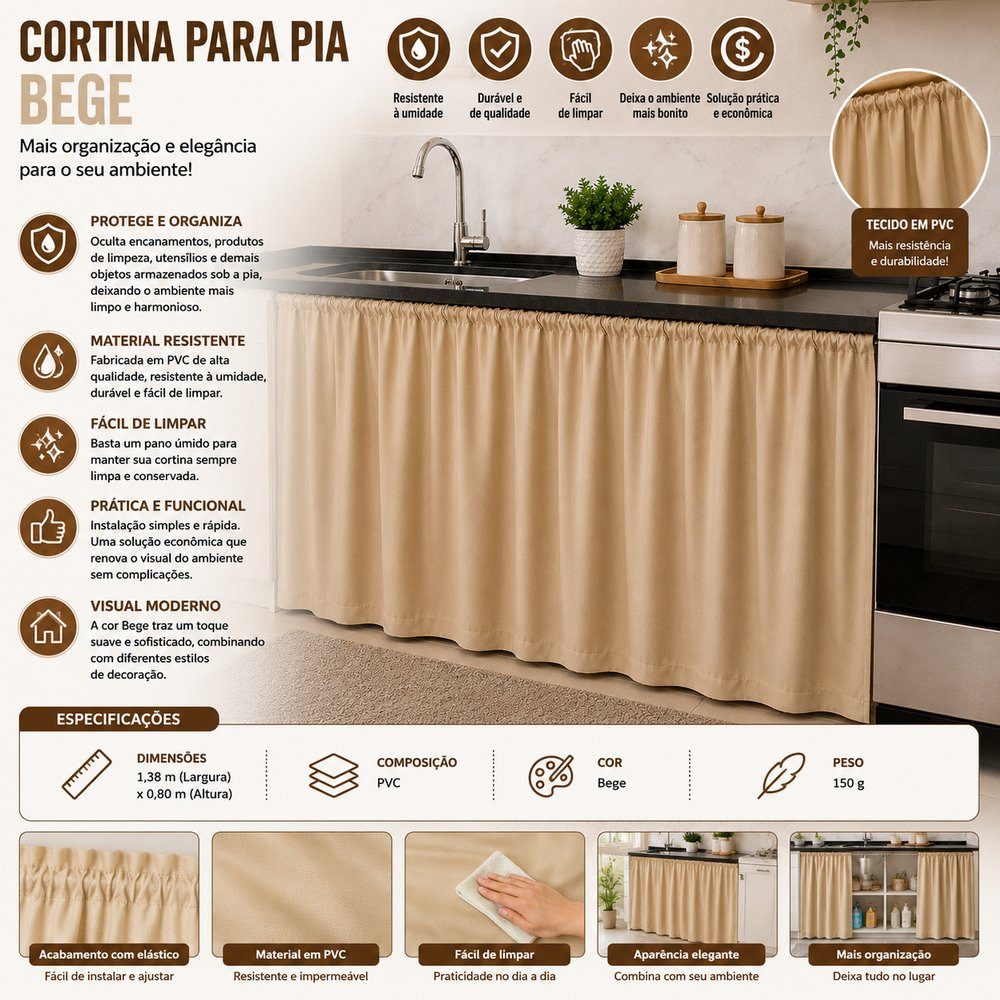 CORTINA PARA PIA
BEGE
Mais organização e elegância
para o seu ambiente!
Resistente
à umidade
Durável e
de qualidade
Fácil
de limpar
Deixa o ambiente
mais bonito
Solução prática
e econômica
TECIDO EM PVC
Mais resistência
e durabilidade!
PROTEGE E ORGANIZA
Oculta encanamentos, produtos
de limpeza, utensílios e demais
objetos armazenados sob a pia,
deixando o ambiente mais
limpo e harmonioso.
MATERIAL RESISTENTE
Fabricada em PVC de alta
qualidade, resistente à umidade,
durável e fácil de limpar.
FÁCIL DE LIMPAR
Basta um pano úmido para
manter sua cortina sempre
limpa e conservada.
PRÁTICA E FUNCIONAL
Instalação simples e rápida.
Uma solução econômica que
renova o visual do ambiente
sem complicações.
VISUAL MODERNO
A cor Bege traz um toque
suave e sofisticado, combinando
com diferentes estilos
de decoração.
ESPECIFICAÇÕES
DIMENSÕES
1,38 m (Largura)
x 0,80 m (Altura)
COMPOSIÇÃO
PVC
COR
Bege
PESO
150 g
Acabamento com elástico
Fácil de instalar e ajustar
Material em PVC
Resistente e impermeável
Fácil de limpar
Praticidade no dia a dia
Aparência elegante
Combina com seu ambiente
Mais organização
Deixa tudo no lugar